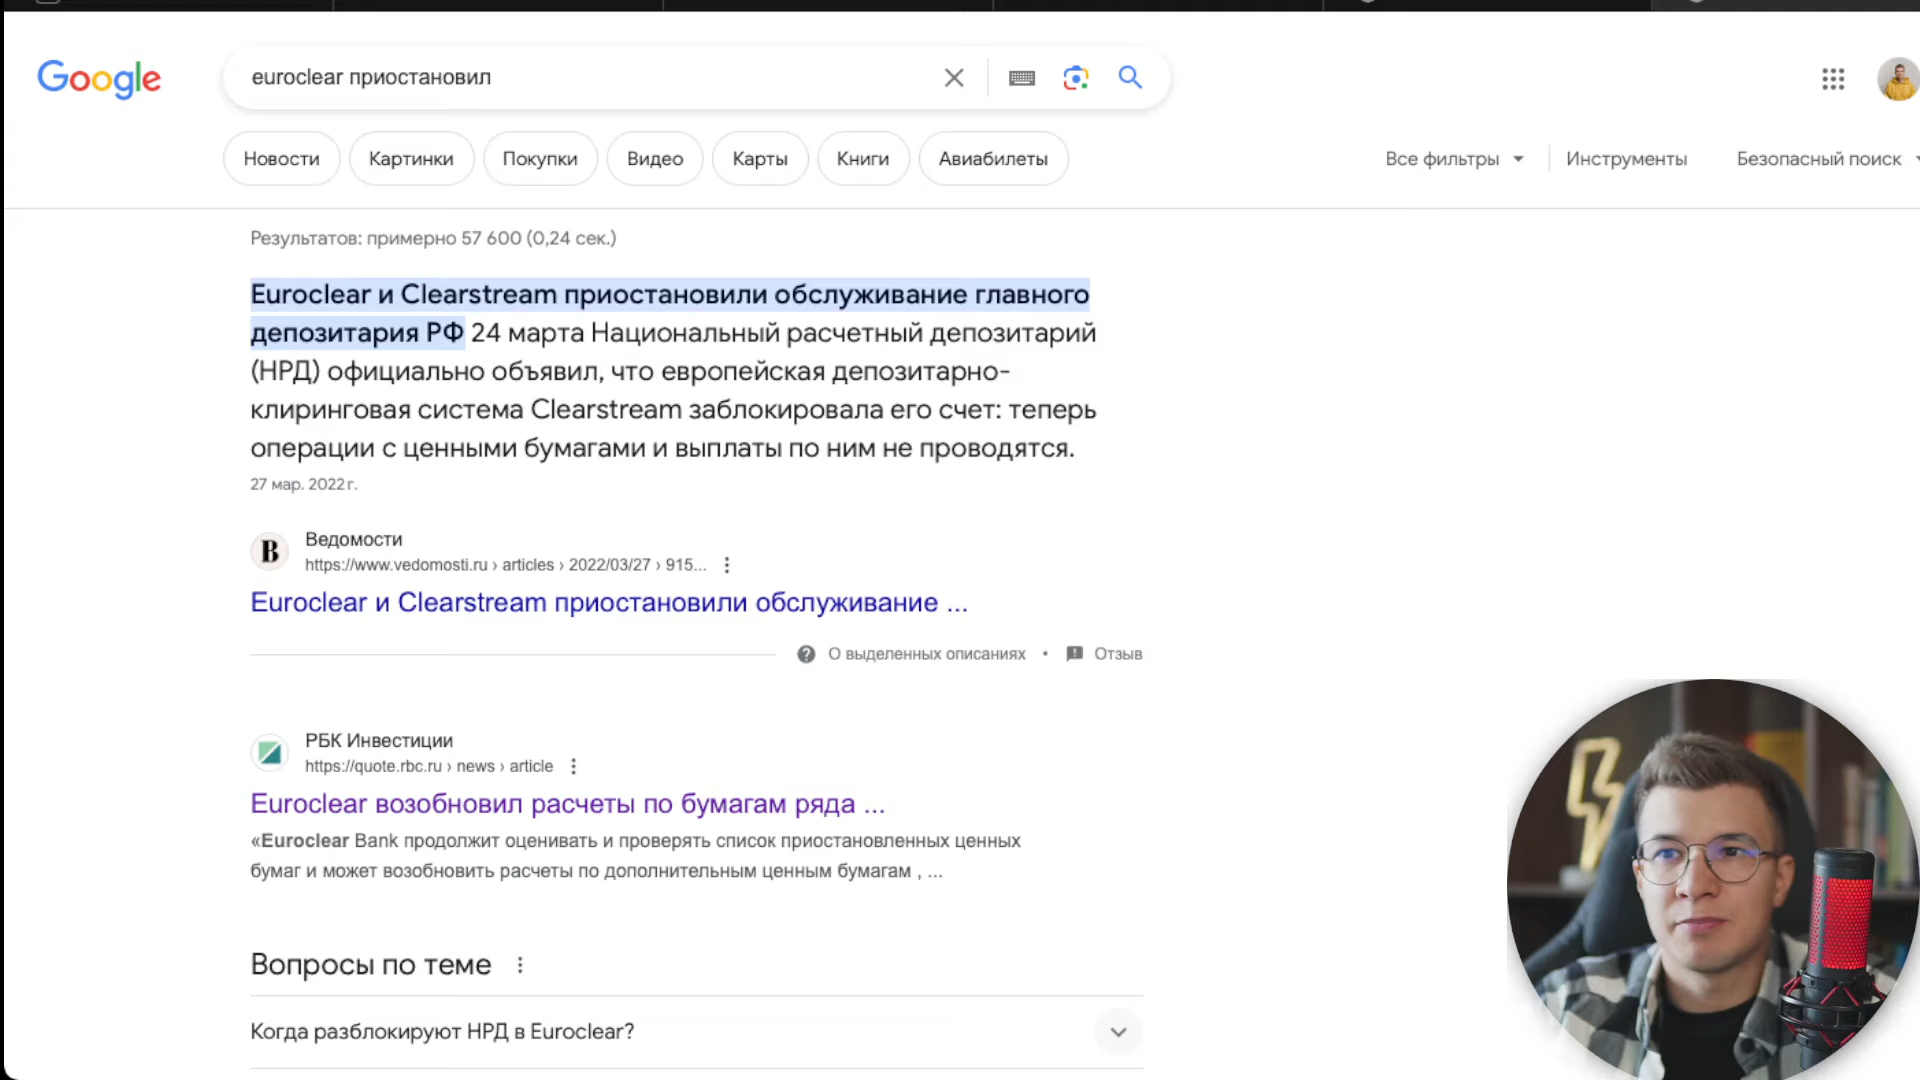 Google
euroclear приостановил
Новости
Картинки
Покупки
Видео
Карты
Книги
Авиабилеты
Все фильтры
Инструменты
Безопасный поиск
Результатов: примерно 57 600 (0,24 сек.)
Euroclear и Clearstream приостановили обслуживание главного
депозитария РФ 24 марта Национальный расчетный депозитарий
(НРД) официально объявил, что европейская депозитарно-
клиринговая система Clearstream заблокировала его счет: теперь
операции с ценными бумагами и выплаты по ним не проводятся.
27 мар. 2022 г.
B
Ведомости
https://www.vedomosti.ru › articles › 2022/03/27 › 915...
Euroclear и Clearstream приостановили обслуживание ...
О выделенных описаниях • Отзыв
РБК Инвестиции
https://quote.rbc.ru › news › article
Euroclear возобновил расчеты по бумагам ряда ...
«Euroclear Bank продолжит оценивать и проверять список приостановленных ценных
бумаг и может возобновить расчеты по дополнительным ценным бумагам , ...
Вопросы по теме
Когда разблокируют НРД в Euroclear?